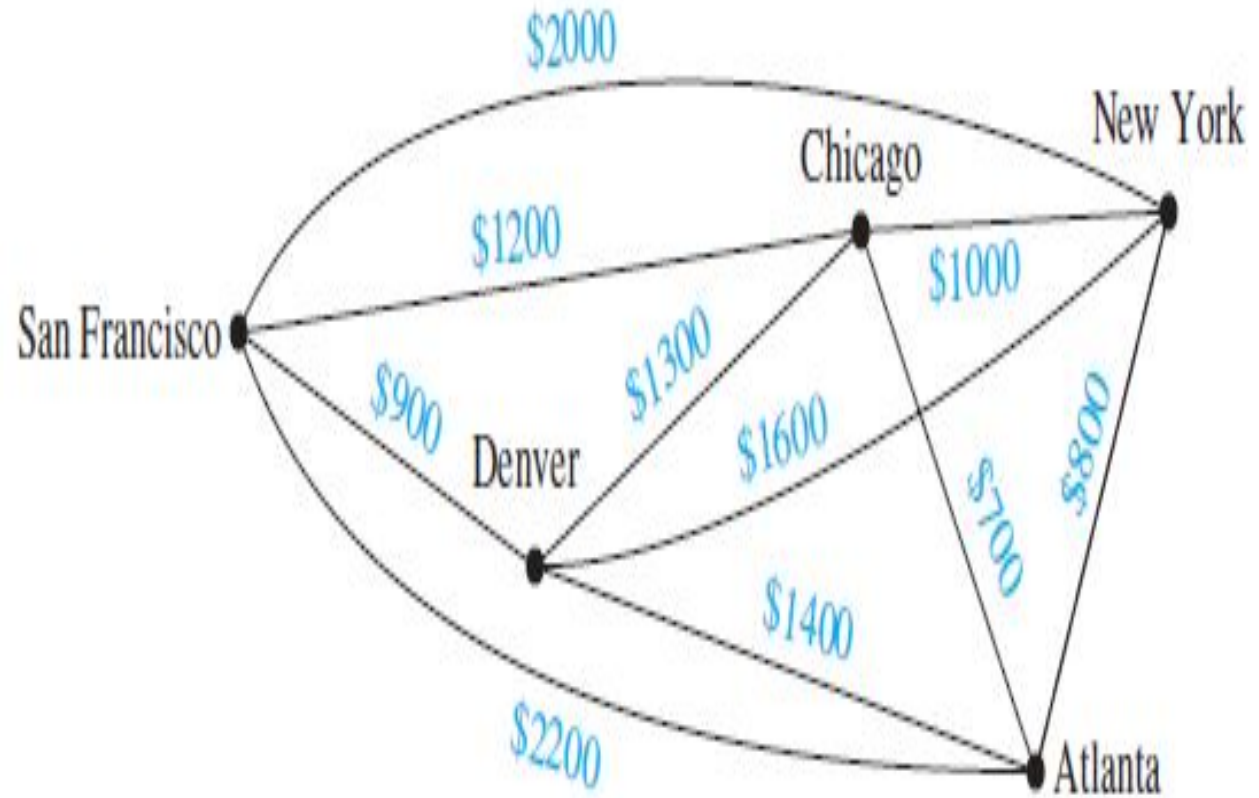 $2000
New York
Chicago
$1200
$1000
San Francisco
$1300
$900
$1600
$800
Denver
$700
$1400
$2200
Atlanta